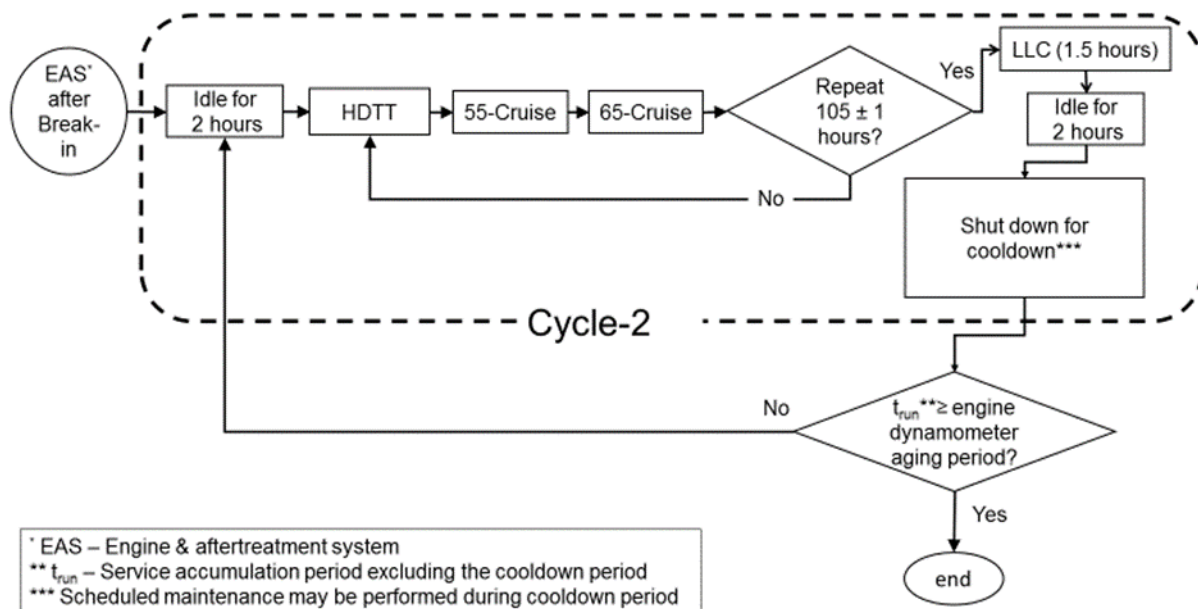 EAS*
after
Break-
in
Idle for
2 hours
HDTT
55-Cruise
65-Cruise
Repeat
105 ± 1
hours?
Yes
No
LLC (1.5 hours)
Idle for
2 hours
Shut down for
cooldown***
Cycle-2
t_run**≥ engine
dynamometer
aging period?
No
Yes
end
* EAS – Engine & aftertreatment system
** t_run – Service accumulation period excluding the cooldown period
*** Scheduled maintenance may be performed during cooldown period